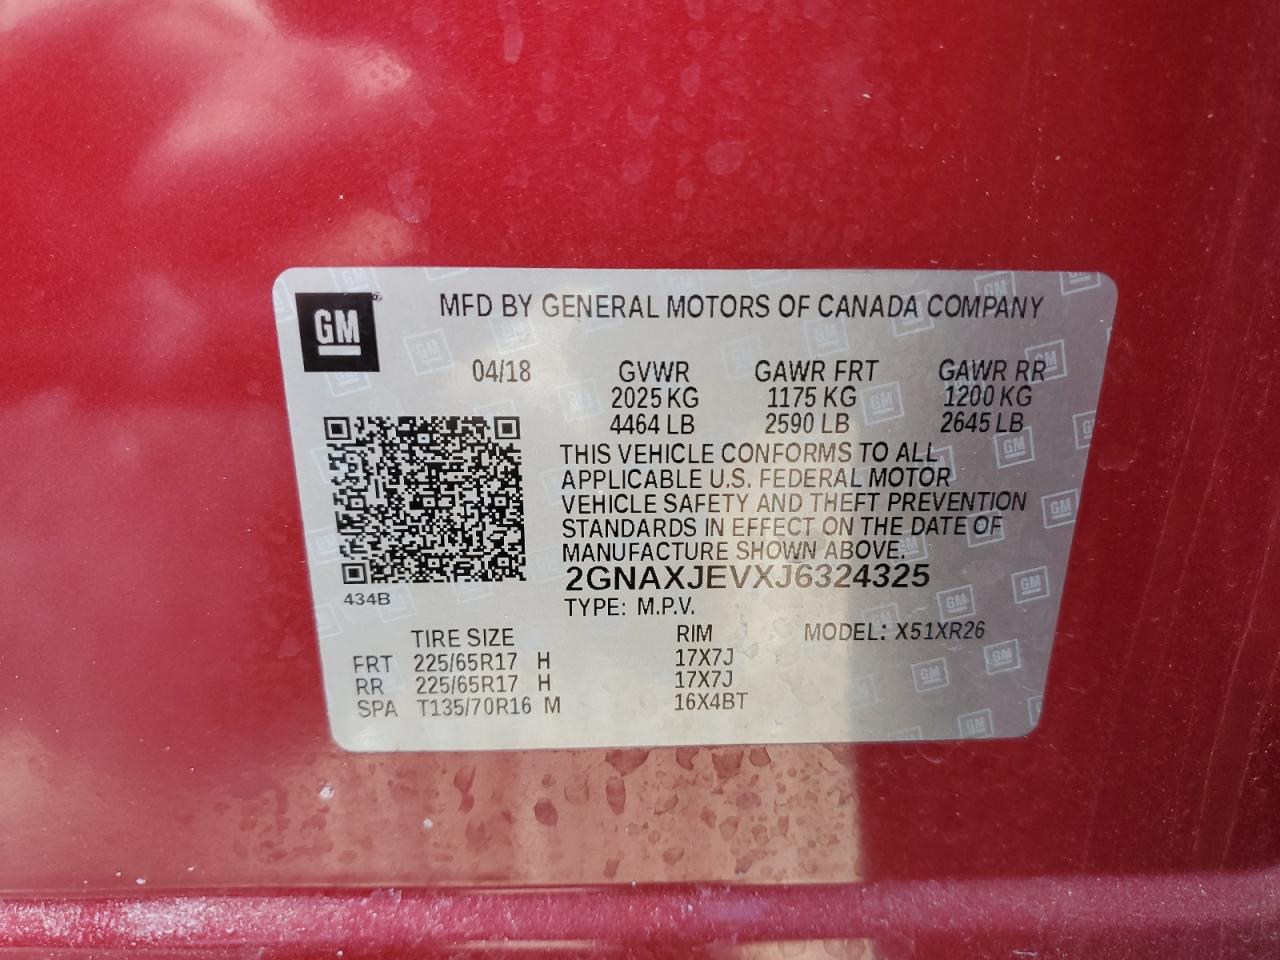 GM
MFD BY GENERAL MOTORS OF CANADA COMPANY
04/18 GVWR GAWR FRT GAWR RR
2025 KG 1175 KG 1200 KG
4464 LB 2590 LB 2645 LB
THIS VEHICLE CONFORMS TO ALL
APPLICABLE U.S. FEDERAL MOTOR
VEHICLE SAFETY AND THEFT PREVENTION
STANDARDS IN EFFECT ON THE DATE OF
MANUFACTURE SHOWN ABOVE.
2GNAXJEVXJ6324325
434B
TYPE: M.P.V.
TIRE SIZE RIM MODEL: X51XR26
FRT 225/65R17 H 17X7J
RR 225/65R17 H 17X7J
SPA T135/70R16 M 16X4BT